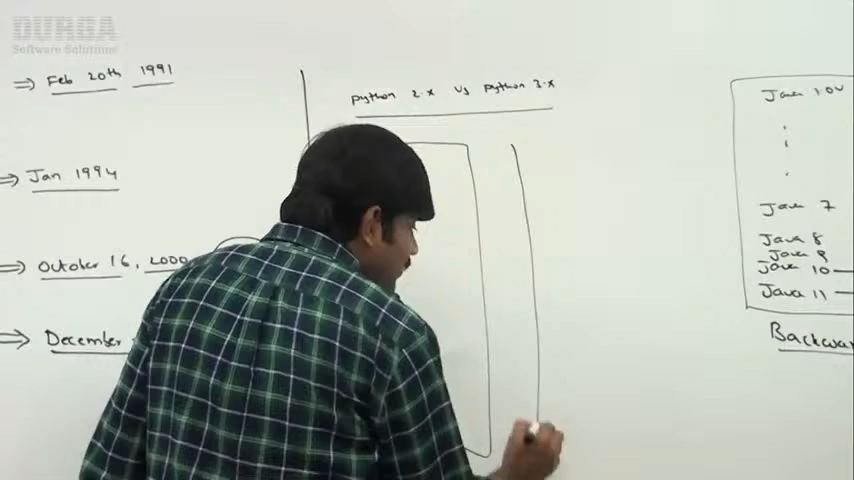 DURGA
Software Solutions
⇒ Feb 20th 1991
⇒ Jan 1994
⇒ October 16, 2000
⇒ December
python 2.x vs python 3.x
Java 1.0V
Java 7
Java 8
Java 9
Java 10
Java 11
Backwar